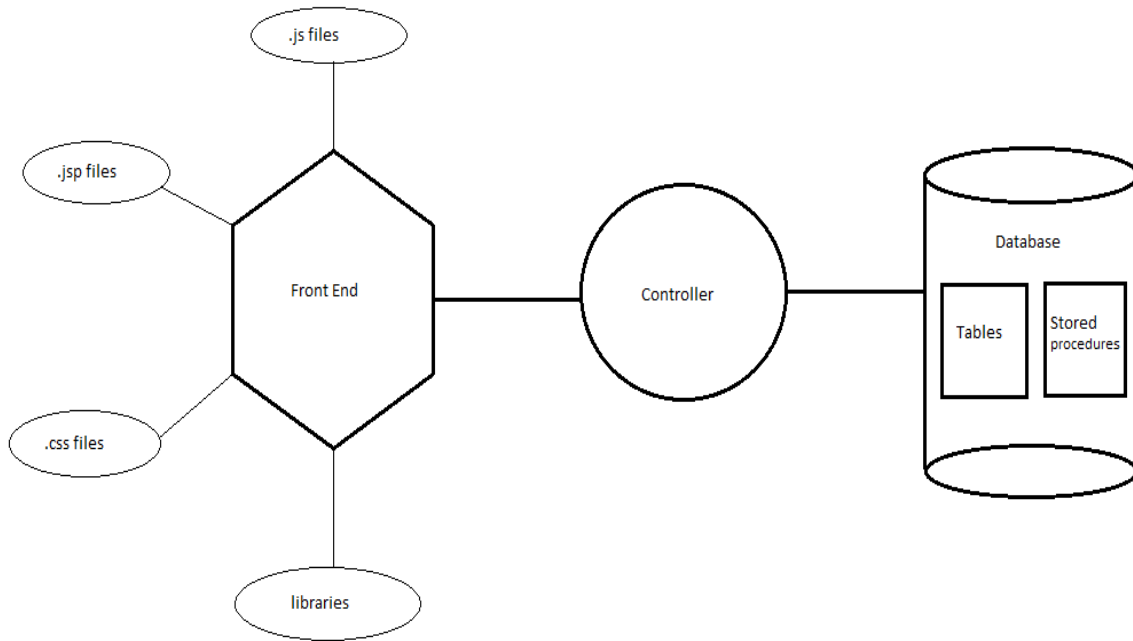 .js files
.jsp files
Front End
.css files
libraries
Controller
Database
Tables
Stored
procedures